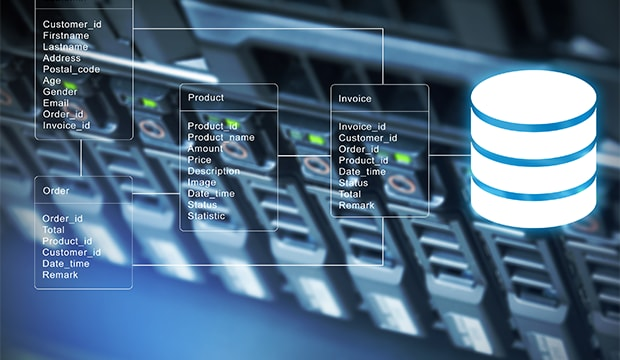 Customer_id
Firstname
Lastname
Address
Postal_code
Age
Gender
Email
Order_id
Invoice_id
Order
Order_id
Total
Product_id
Customer_id
Date_time
Remark
Product
Product_id
Product_name
Amount
Price
Description
Image
Date_time
Status
Statistic
Invoice
Invoice_id
Customer_id
Order_id
Product_id
Date_time
Status
Total
Remark